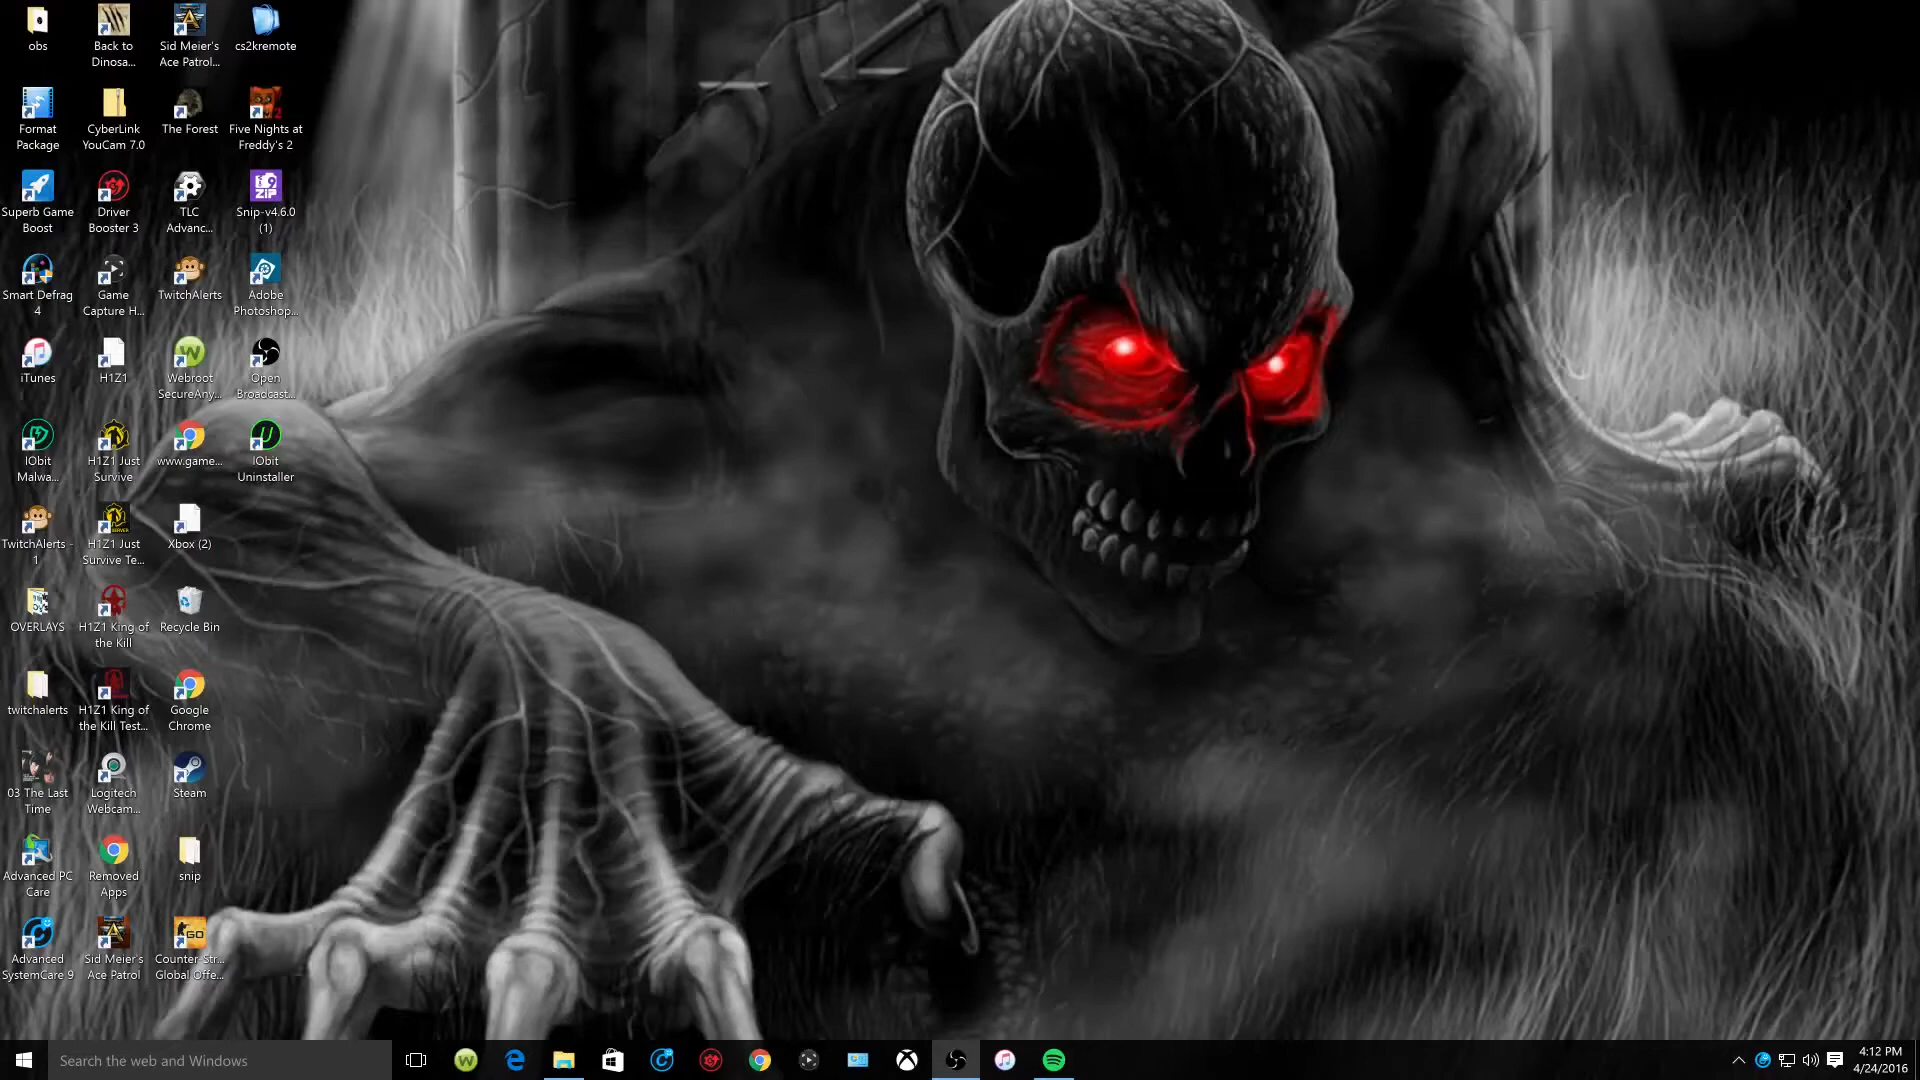 obs
Back to
Dinosa...
Sid Meier's
Ace Patrol...
cs2kremote
Format
Package
CyberLink
YouCam 7.0
The Forest
Five Nights at
Freddy's 2
Superb Game
Boost
Driver
Booster 3
TLC
Advanc...
Snip-v4.6.0
(1)
Smart Defrag
4
Game
Capture H...
TwitchAlerts
Adobe
Photoshop...
iTunes
H1Z1
Webroot
SecureAny...
Open
Broadcast...
IObit
Malwa...
H1Z1 Just
Survive
www.game...
IObit
Uninstaller
TwitchAlerts -
1
H1Z1 Just
Survive Te...
Xbox (2)
OVERLAYS
H1Z1 King of
the Kill
Recycle Bin
twitchalerts
H1Z1 King of
the Kill Test...
Google
Chrome
03 The Last
Time
Logitech
Webcam...
Steam
Advanced PC
Care
Removed
Apps
snip
Advanced
SystemCare 9
Sid Meier's
Ace Patrol
Counter-Str...
Global Offe...
Search the web and Windows
4:12 PM
4/24/2016